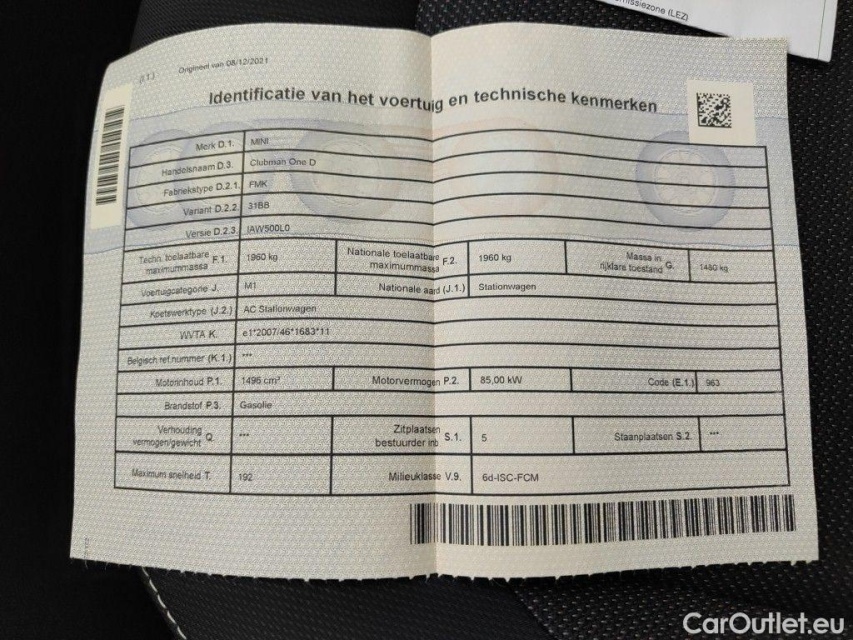 emissiezone (LEZ)
(I.T.) Origineel van 08/12/2021
Identificatie van het voertuig en technische kenmerken
Merk D.1. MINI
Handelsnaam D.3. Clubman One D
Fabriekstype D.2.1. FMK
Variant D.2.2. 31BB
Versie D.2.3. IAW500L0
Techn. toelaatbare maximummassa F.1. 1960 kg Nationale toelaatbare maximummassa F.2. 1960 kg Massa in rijklare toestand G. 1480 kg
Voertuigcategorie J. M1 Nationale aard (J.1.) Stationwagen
Koetswerktype (J.2.) AC Stationwagen
WVTA K. e1*2007/46*1683*11
Belgisch ref.nummer (K.1.) ***
Motorinhoud P.1. 1496 cm³ Motorvermogen P.2. 85,00 kW Code (E.1.) 963
Brandstof P.3. Gasolie
Verhouding vermogen/gewicht Q. *** Zitplaatsen bestuurder inb S.1. 5 Staanplaatsen S.2. ***
Maximum snelheid T. 192 Milieuklasse V.9. 6d-ISC-FCM
CarOutlet.eu